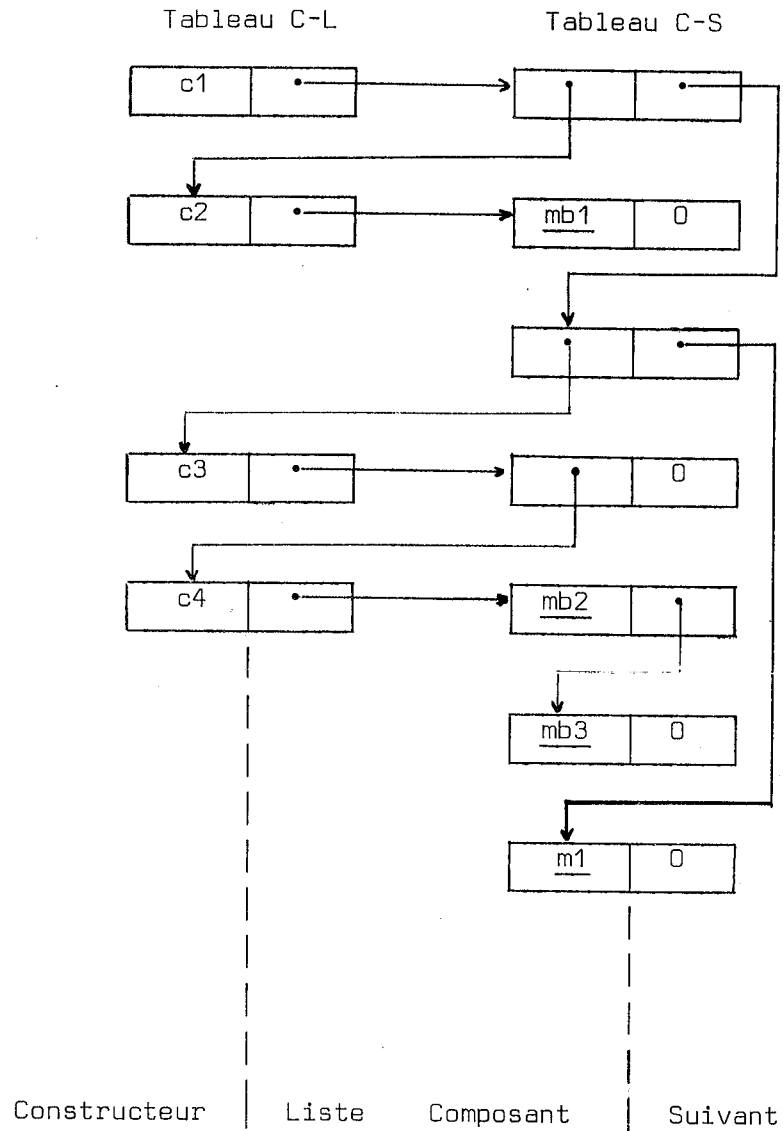 Tableau C-L Tableau C-S
c1
c2 mb1 0
c3 0
c4 mb2
mb3 0
m1 0
Constructeur Liste Composant Suivant